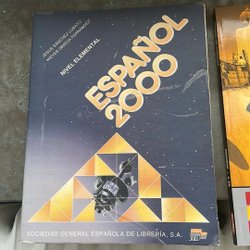 JESÚS SÁNCHEZ LOBATO
NIEVES GARCÍA FERNÁNDEZ
NIVEL ELEMENTAL
ESPAÑOL
2000
SOCIEDAD GENERAL ESPAÑOLA DE LIBRERÍA, S.A.